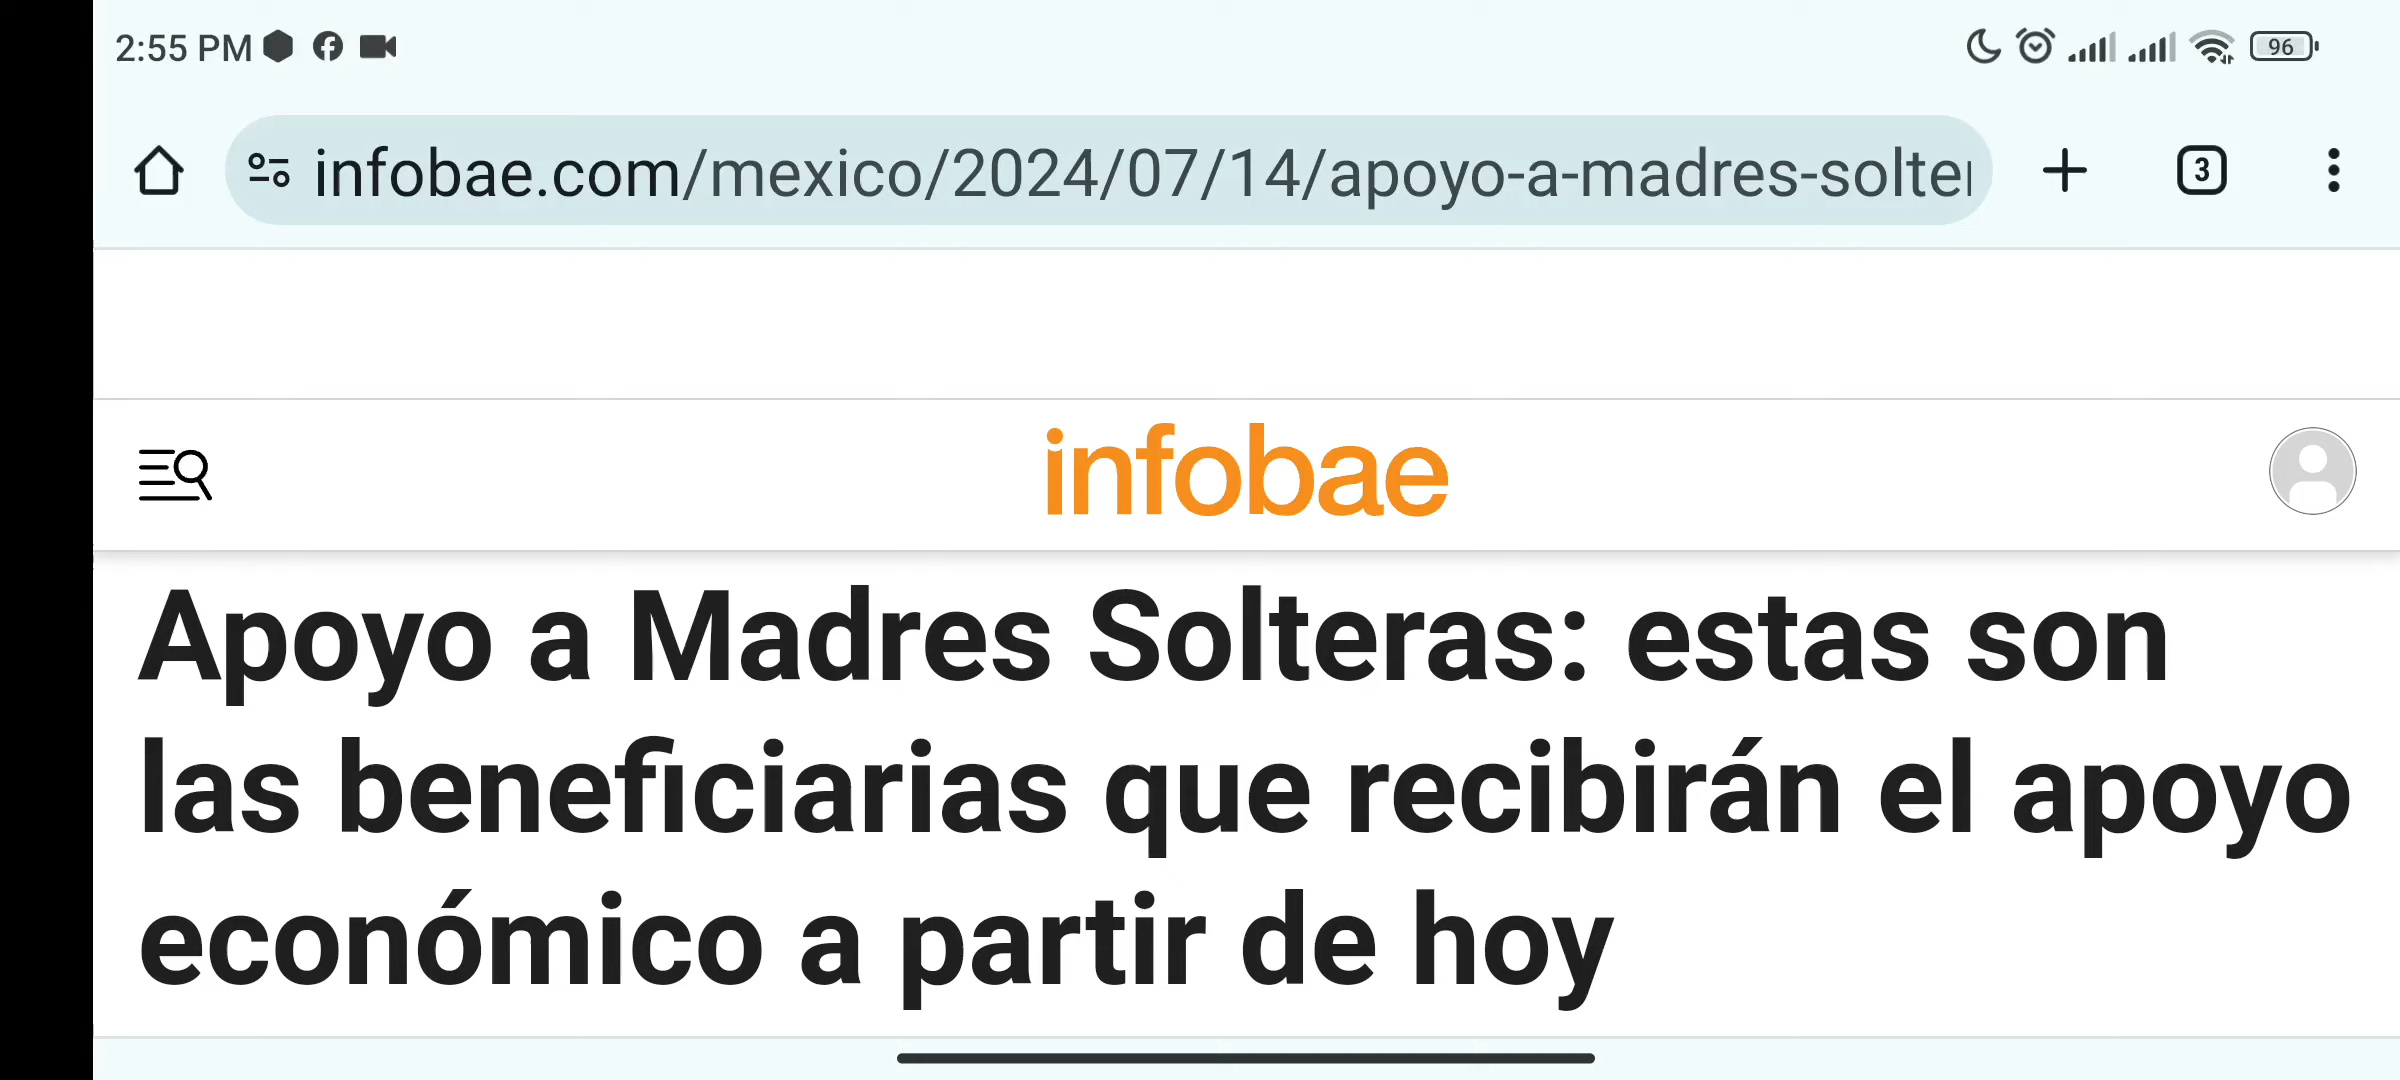 2:55 PM
96
infobae.com/mexico/2024/07/14/apoyo-a-madres-solter
3
infobae
Apoyo a Madres Solteras: estas son
las beneficiarias que recibirán el apoyo
económico a partir de hoy